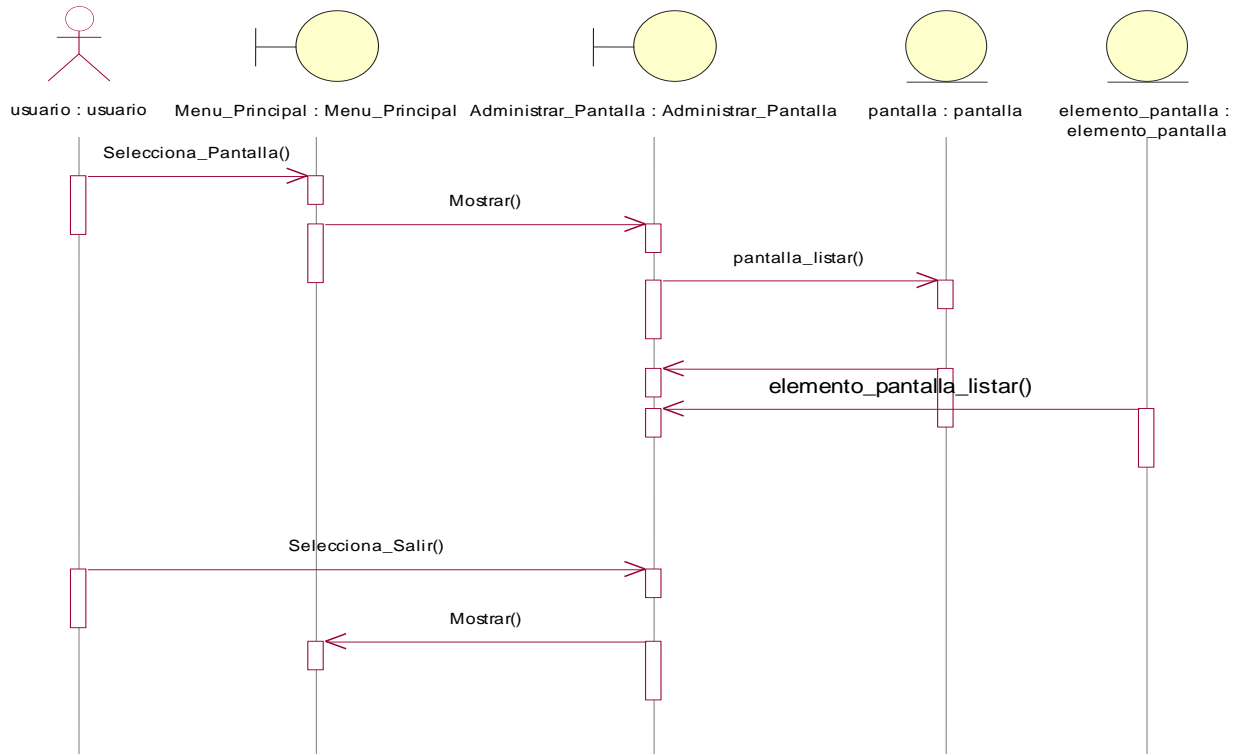 usuario : usuario
Menu_Principal : Menu_Principal
Administrar_Pantalla : Administrar_Pantalla
pantalla : pantalla
elemento_pantalla :
elemento_pantalla
Selecciona_Pantalla()
Mostrar()
pantalla_listar()
elemento_pantalla_listar()
Selecciona_Salir()
Mostrar()